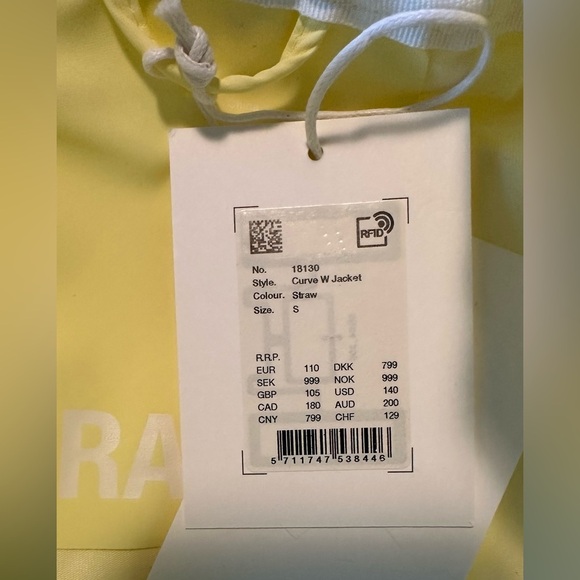 RFID
No. 18130
Style. Curve W Jacket
Colour. Straw
Size. S
R.R.P.
EUR 110 DKK 799
SEK 999 NOK 999
GBP 105 USD 140
CAD 180 AUD 200
CNY 799 CHF 129
5 711747 538446
RA